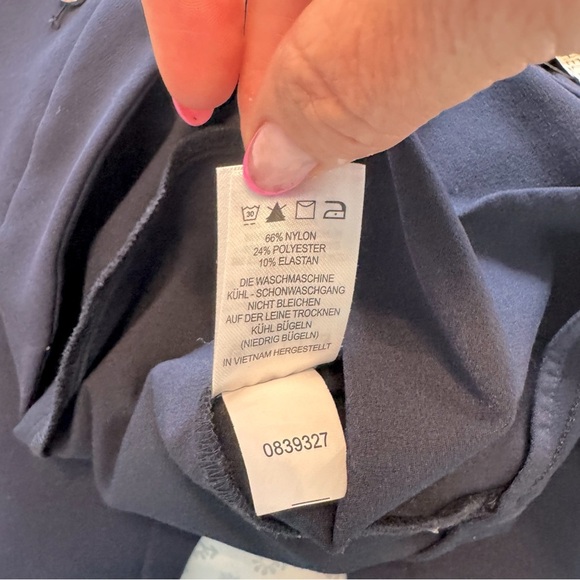 30
66% NYLON
24% POLYESTER
10% ELASTAN
DIE WASCHMASCHINE
KÜHL - SCHONWASCHGANG
NICHT BLEICHEN
AUF DER LEINE TROCKNEN
KÜHL BÜGELN
(NIEDRIG BÜGELN)
IN VIETNAM HERGESTELLT
0839327